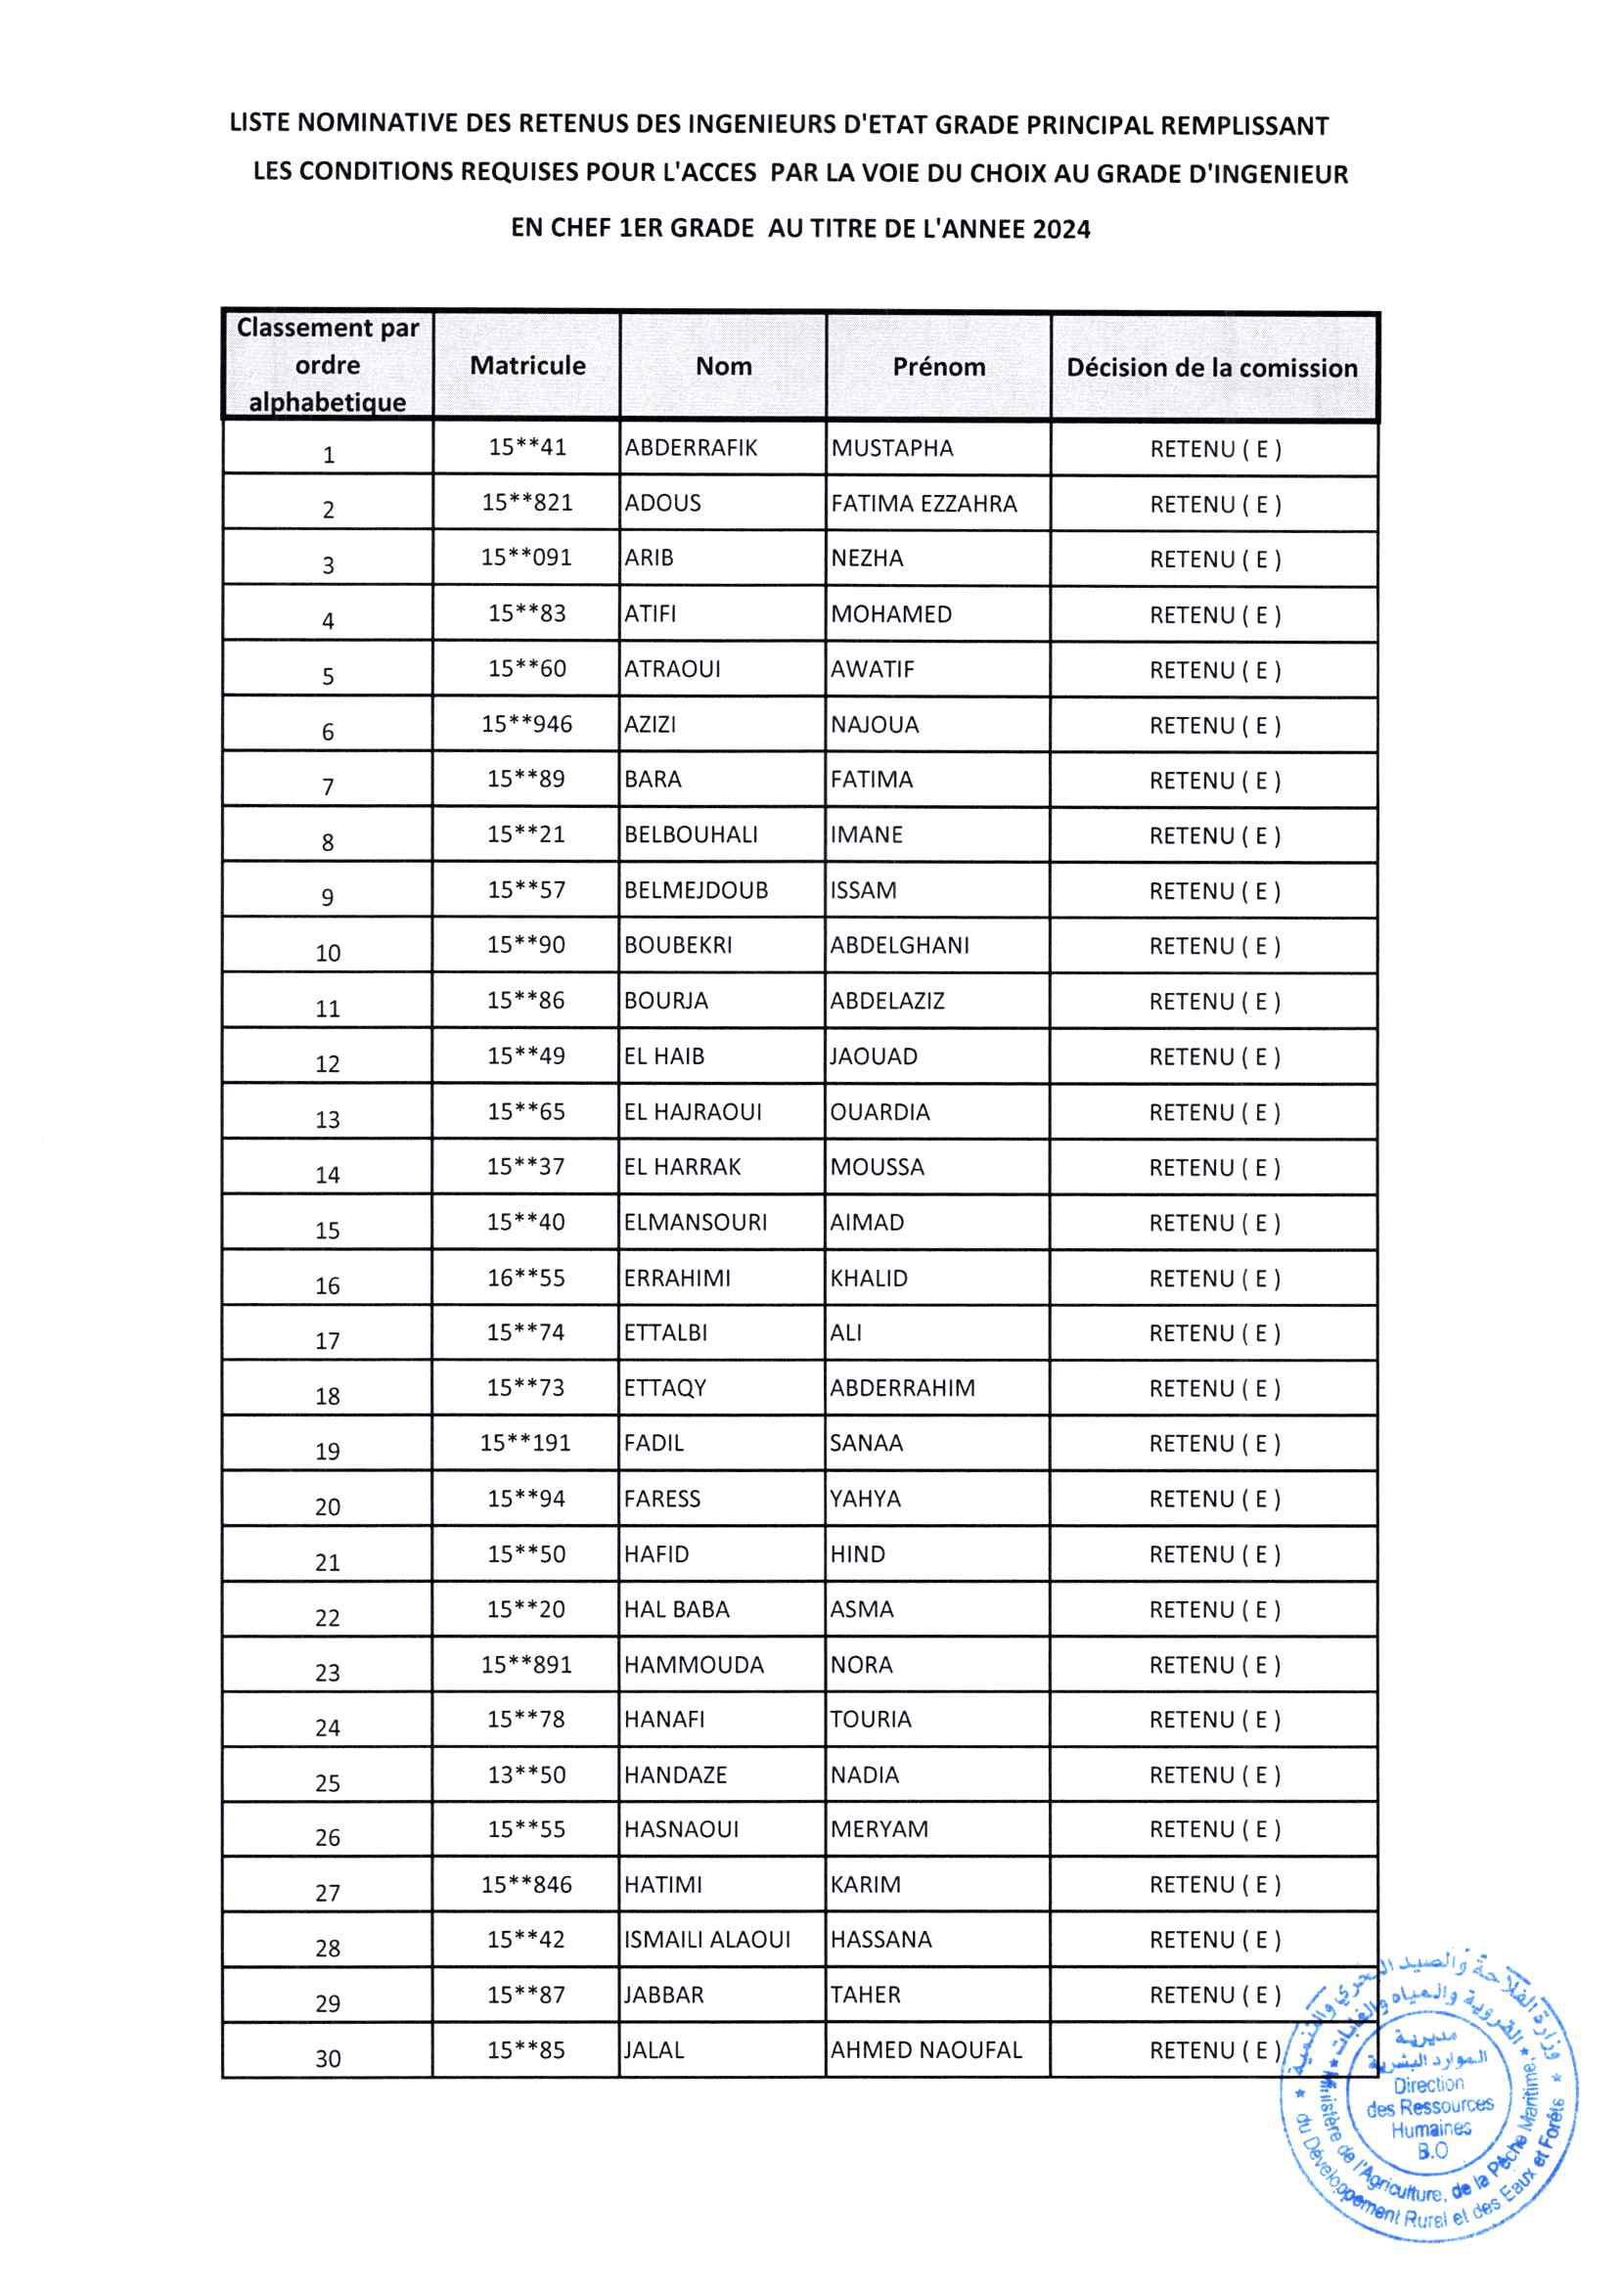 LISTE NOMINATIVE DES RETENUS DES INGENIEURS D'ETAT GRADE PRINCIPAL REMPLISSANT
LES CONDITIONS REQUISES POUR L'ACCES PAR LA VOIE DU CHOIX AU GRADE D'INGENIEUR
EN CHEF 1ER GRADE AU TITRE DE L'ANNEE 2024
Classement par ordre alphabetique Matricule Nom Prénom Décision de la comission
1 15**41 ABDERRAFIK MUSTAPHA RETENU ( E )
2 15**821 ADOUS FATIMA EZZAHRA RETENU ( E )
3 15**091 ARIB NEZHA RETENU ( E )
4 15**83 ATIFI MOHAMED RETENU ( E )
5 15**60 ATRAOUI AWATIF RETENU ( E )
6 15**946 AZIZI NAJOUA RETENU ( E )
7 15**89 BARA FATIMA RETENU ( E )
8 15**21 BELBOUHALI IMANE RETENU ( E )
9 15**57 BELMEJDOUB ISSAM RETENU ( E )
10 15**90 BOUBEKRI ABDELGHANI RETENU ( E )
11 15**86 BOURJA ABDELAZIZ RETENU ( E )
12 15**49 EL HAIB JAOUAD RETENU ( E )
13 15**65 EL HAJRAOUI OUARDIA RETENU ( E )
14 15**37 EL HARRAK MOUSSA RETENU ( E )
15 15**40 ELMANSOURI AIMAD RETENU ( E )
16 16**55 ERRAHIMI KHALID RETENU ( E )
17 15**74 ETTALBI ALI RETENU ( E )
18 15**73 ETTAQY ABDERRAHIM RETENU ( E )
19 15**191 FADIL SANAA RETENU ( E )
20 15**94 FARESS YAHYA RETENU ( E )
21 15**50 HAFID HIND RETENU ( E )
22 15**20 HAL BABA ASMA RETENU ( E )
23 15**891 HAMMOUDA NORA RETENU ( E )
24 15**78 HANAFI TOURIA RETENU ( E )
25 13**50 HANDAZE NADIA RETENU ( E )
26 15**55 HASNAOUI MERYAM RETENU ( E )
27 15**846 HATIMI KARIM RETENU ( E )
28 15**42 ISMAILI ALAOUI HASSANA RETENU ( E )
29 15**87 JABBAR TAHER RETENU ( E )
30 15**85 JALAL AHMED NAOUFAL RETENU ( E )
وزارة الفلاحة والصيد البحري والتنمية
القروية والمياه والغابات
مديرية
الموارد البشرية
Direction
des Ressources
Humaines
B.O
Ministère de l'Agriculture, de la Pêche Maritime,
du Développement Rural et des Eaux et Forêts